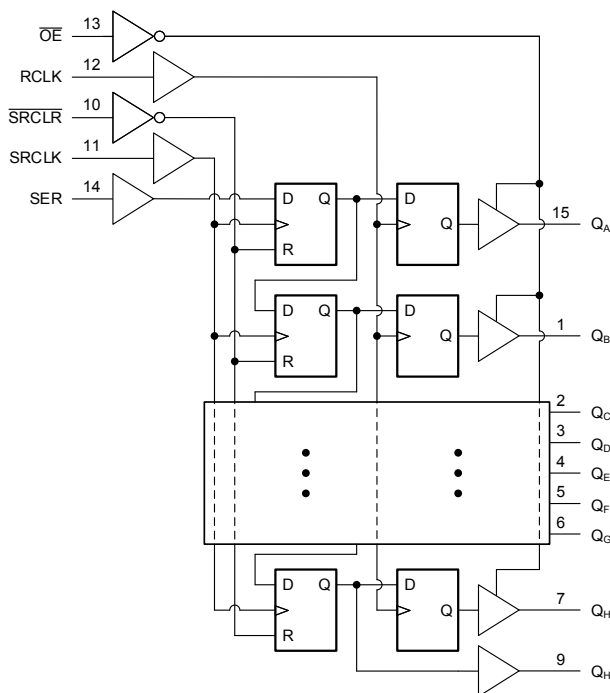 OE 13
RCLK 12
SRCLR 10
SRCLK 11
SER 14
D Q
R
D
Q
15 QA
D Q
R
D
Q
1 QB
2 QC
3 QD
4 QE
5 QF
6 QG
D Q
R
D
Q
7 QH
9 QH